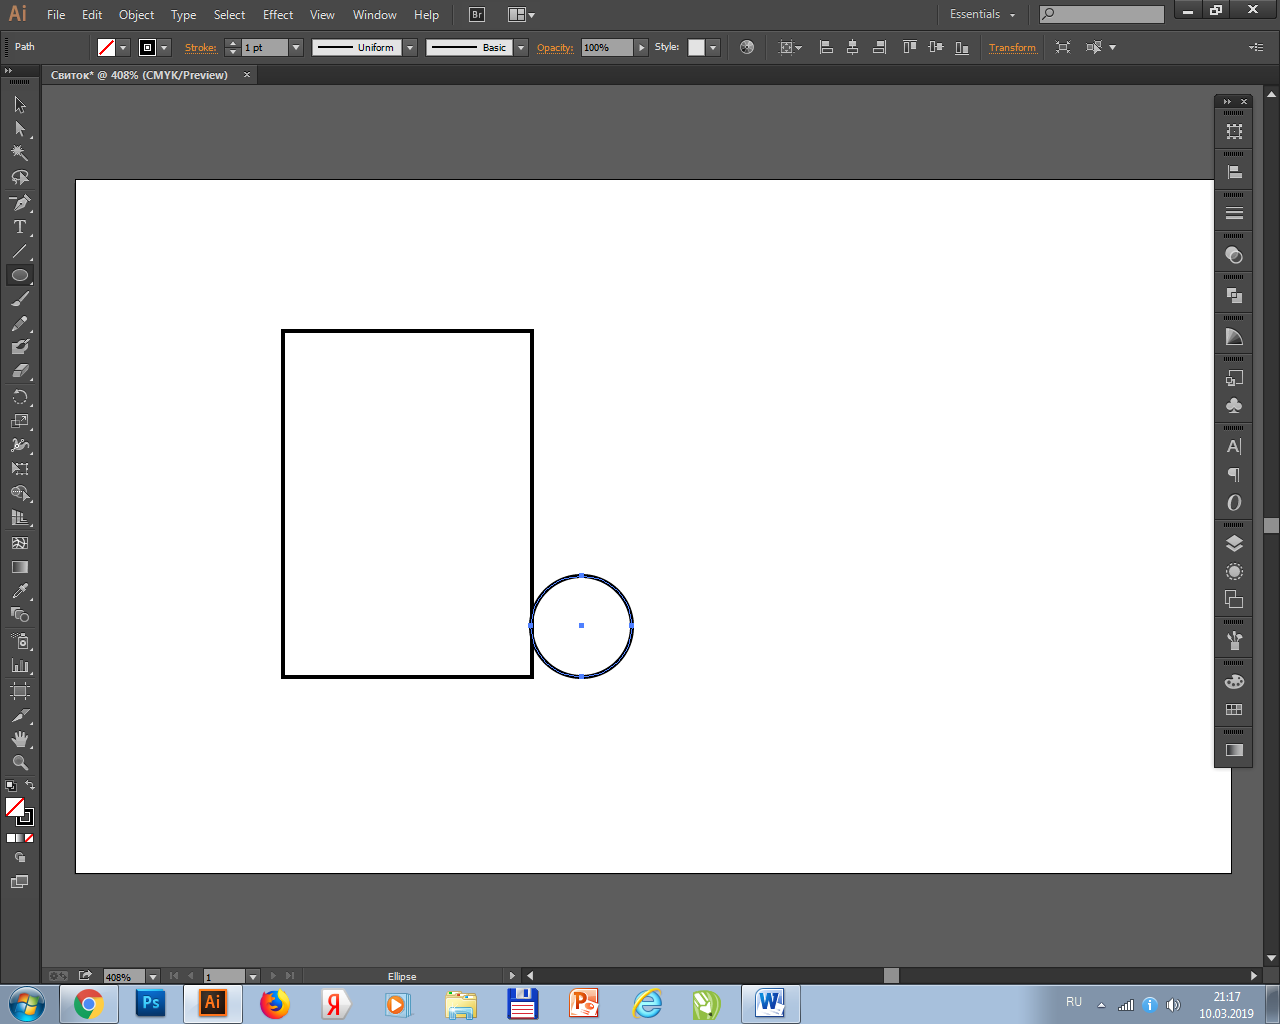 Ai File Edit Object Type Select Effect View Window Help Br Essentials
Path Stroke: 1 pt Uniform Basic Opacity: 100% Style: Transform
Свиток* @ 408% (CMYK/Preview)
T
A
O
408% 1 Ellipse
Ps Ai Я P W RU 21:17
10.03.2019